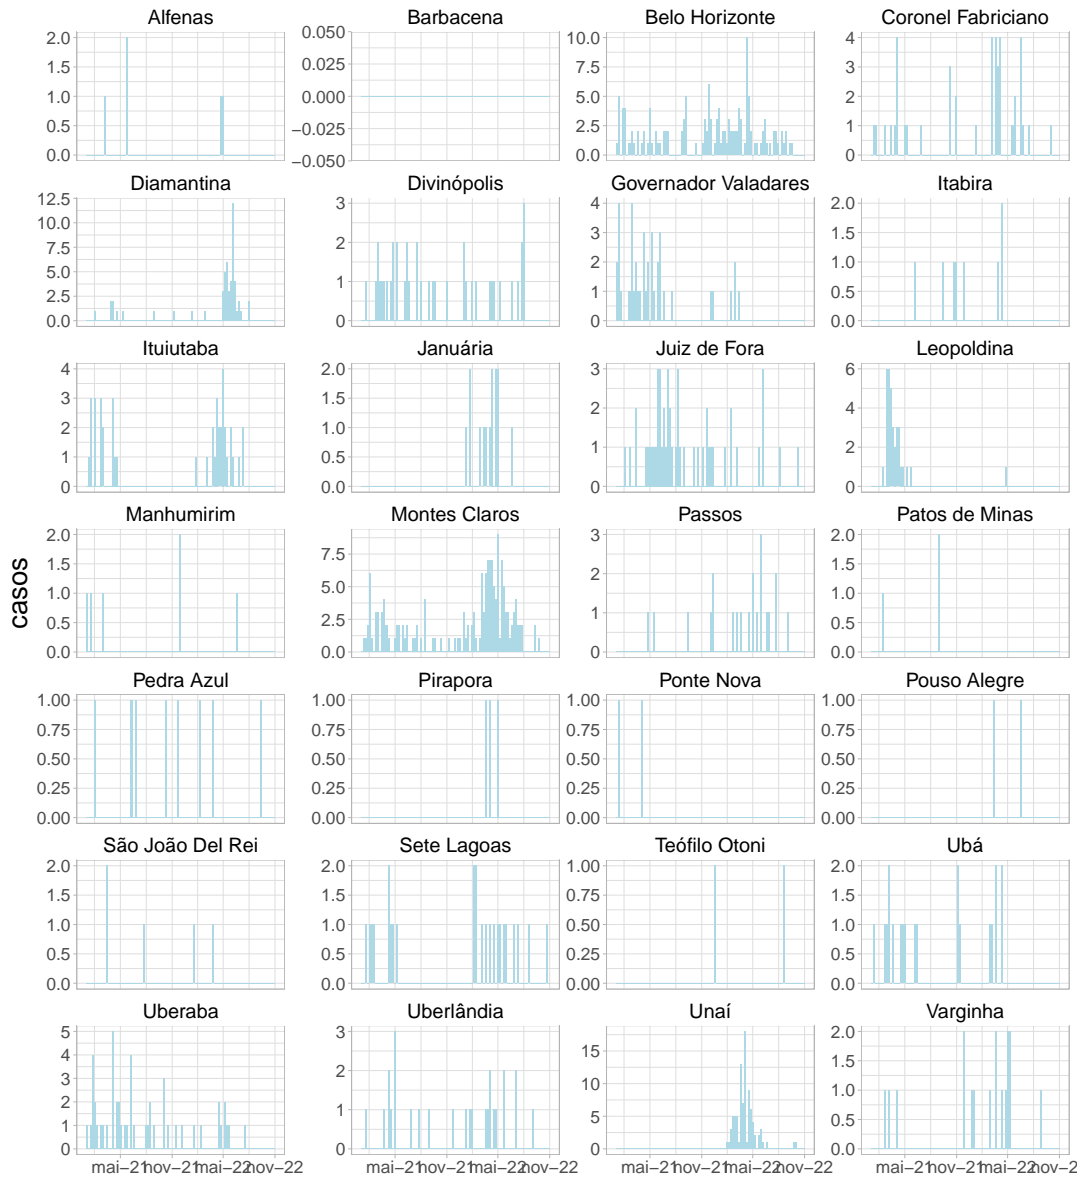 Alfenas Barbacena Belo Horizonte Coronel Fabriciano
2.0 0.050 10.0 4
1.5 0.025 7.5 3
1.0 0.000 5.0 2
0.5 −0.025 2.5 1
0.0 −0.050 0.0 0
Diamantina Divinópolis Governador Valadares Itabira
12.5 3 4 2.0
10.0 2 3 1.5
7.5 1 2 1.0
5.0 0 1 0.5
2.5 0 0.0
0.0
Ituiutaba Januária Juiz de Fora Leopoldina
4 2.0 3 6
3 1.5 2 4
2 1.0 1 2
1 0.5 0 0
0 0.0
casos
Manhumirim Montes Claros Passos Patos de Minas
2.0 7.5 3 2.0
1.5 5.0 2 1.5
1.0 2.5 1 1.0
0.5 0.0 0 0.5
0.0 0.0
Pedra Azul Pirapora Ponte Nova Pouso Alegre
1.00 1.00 1.00 1.00
0.75 0.75 0.75 0.75
0.50 0.50 0.50 0.50
0.25 0.25 0.25 0.25
0.00 0.00 0.00 0.00
São João Del Rei Sete Lagoas Teófilo Otoni Ubá
2.0 2.0 1.00 2.0
1.5 1.5 0.75 1.5
1.0 1.0 0.50 1.0
0.5 0.5 0.25 0.5
0.0 0.0 0.00 0.0
Uberaba Uberlândia Unaí Varginha
5 3 15 2.0
4 2 10 1.5
3 1 5 1.0
2 0 0 0.5
1 0.0
0
mai−21 nov−21 mai−22 nov−22 mai−21 nov−21 mai−22 nov−22 mai−21 nov−21 mai−22 nov−22 mai−21 nov−21 mai−22 nov−2